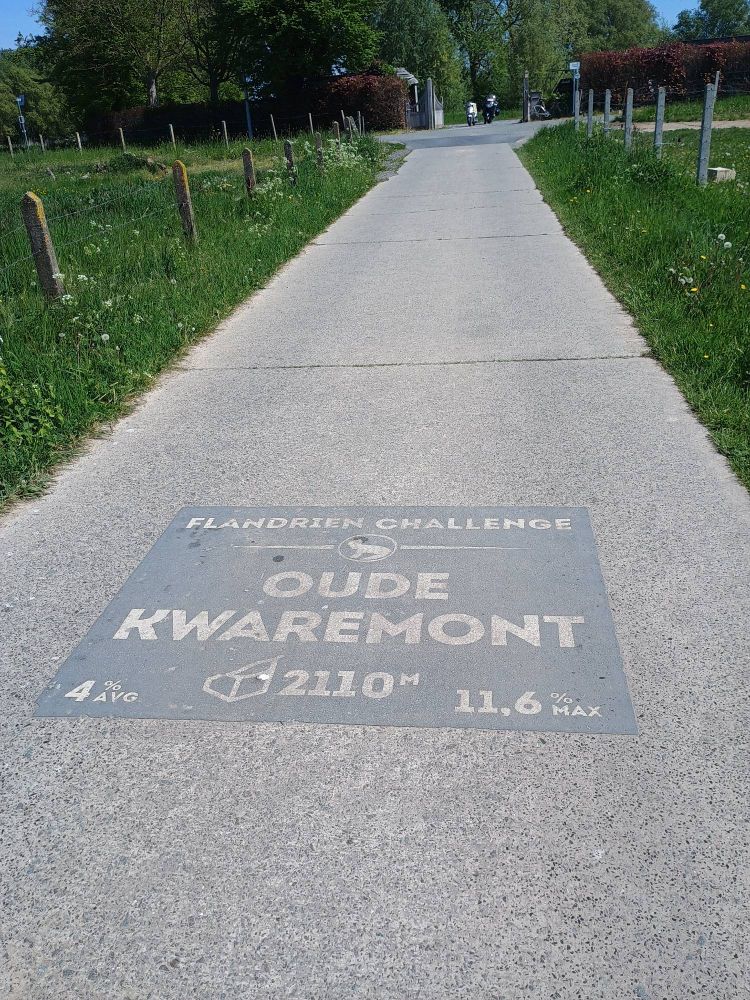 FLANDRIEN CHALLENGE
OUDE
KWAREMONT
4 % AVG
2110 M
11,6 % MAX